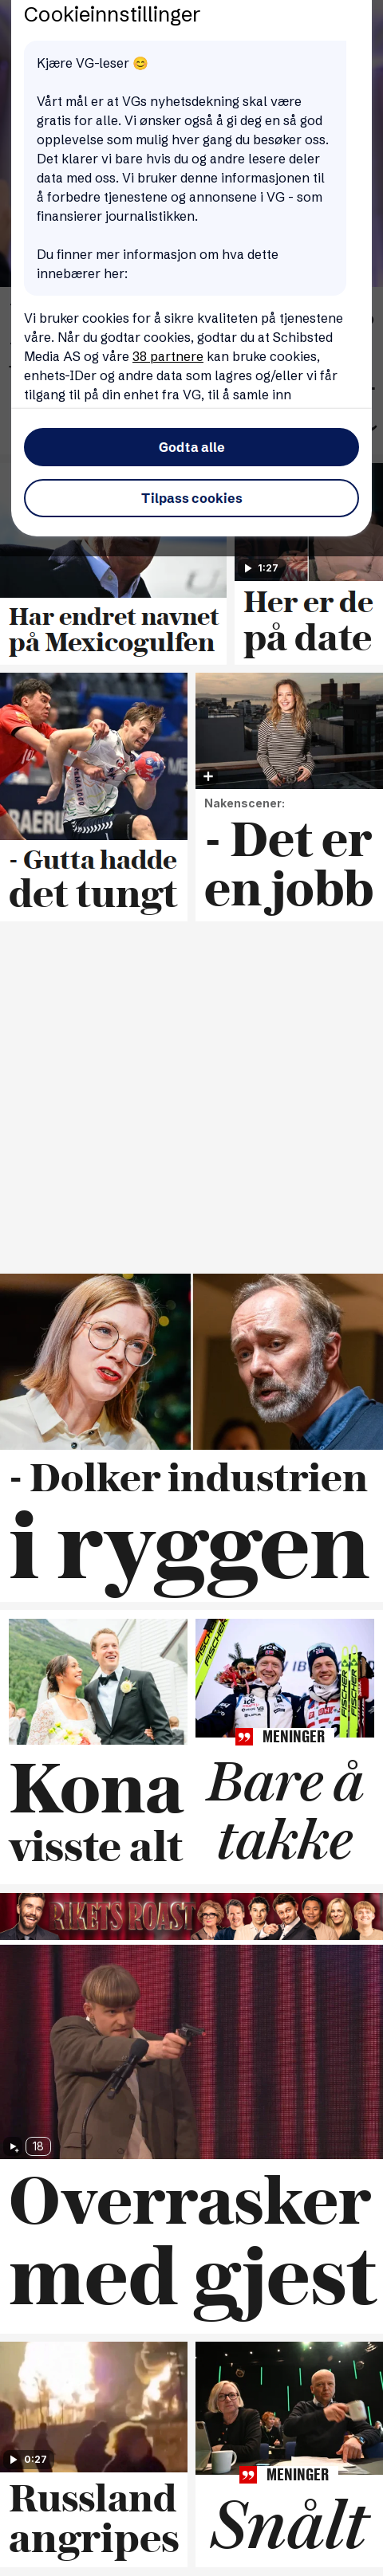 Cookieinnstillinger
Kjære VG-leser 😊
Vårt mål er at VGs nyhetsdekning skal være
gratis for alle. Vi ønsker også å gi deg en så god
opplevelse som mulig hver gang du besøker oss.
Det klarer vi bare hvis du og andre lesere deler
data med oss. Vi bruker denne informasjonen til
å forbedre tjenestene og annonsene i VG - som
finansierer journalistikken.
Du finner mer informasjon om hva dette
innebærer her:
Vi bruker cookies for å sikre kvaliteten på tjenestene
våre. Når du godtar cookies, godtar du at Schibsted
Media AS og våre 38 partnere kan bruke cookies,
enhets-IDer og andre data som lagres og/eller vi får
tilgang til på din enhet fra VG, til å samle inn
Godta alle
Tilpass cookies
1:27
Har endret navnet
på Mexicogulfen
Her er de
på date
- Gutta hadde
det tungt
Nakenscener:
- Det er
en jobb
- Dolker industrien
i ryggen
Kona
visste alt
MENINGER
Bare å
takke
RIKETS ROAST
18
Overrasker
med gjest
0:27
Russland
angripes
MENINGER
Snålt